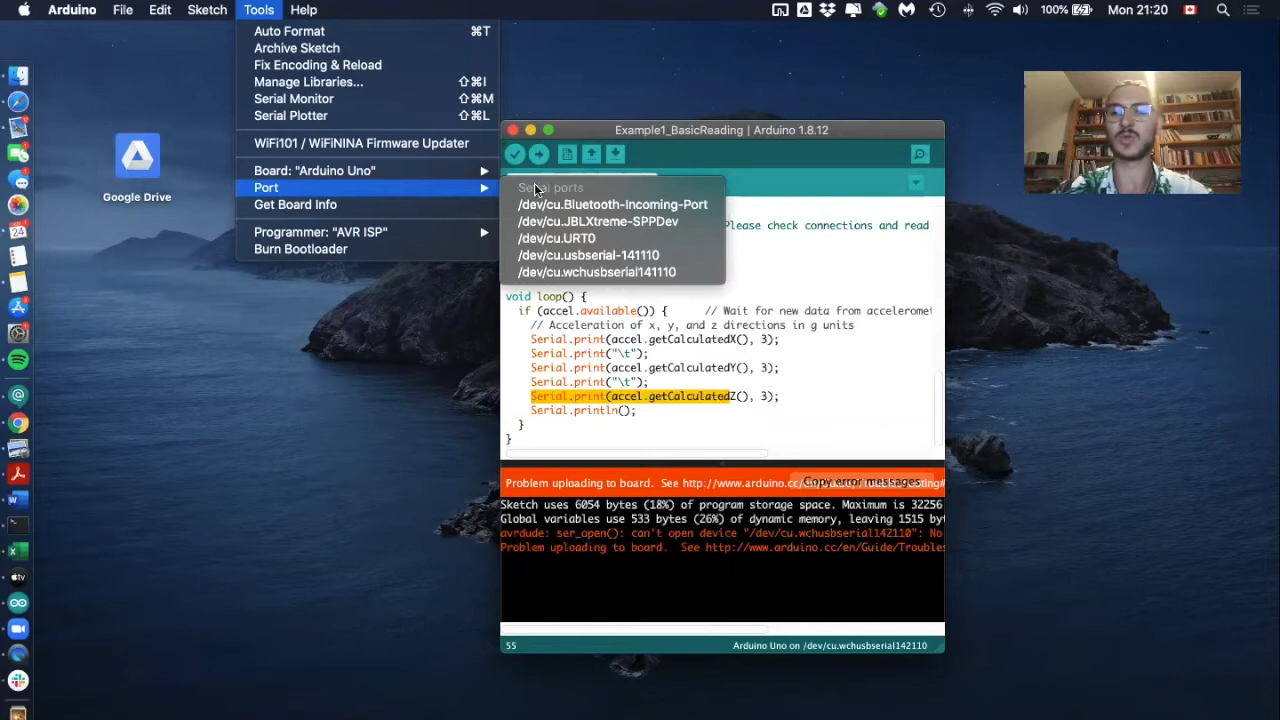 Arduino File Edit Sketch Tools Help
100% Mon 21:20
Auto Format ⌘T
Archive Sketch
Fix Encoding & Reload
Manage Libraries... ⇧⌘I
Serial Monitor ⇧⌘M
Serial Plotter ⇧⌘L
WiFi101 / WiFiNINA Firmware Updater
Board: "Arduino Uno"
Port
Get Board Info
Programmer: "AVR ISP"
Burn Bootloader
Google Drive
Example1_BasicReading | Arduino 1.8.12
Serial ports
/dev/cu.Bluetooth-Incoming-Port
/dev/cu.JBLXtreme-SPPDev
/dev/cu.URT0
/dev/cu.usbserial-141110
/dev/cu.wchusbserial141110
Please check connections and read
void loop() {
if (accel.available()) { // Wait for new data from acceleromet
// Acceleration of x, y, and z directions in g units
Serial.print(accel.getCalculatedX(), 3);
Serial.print("\t");
Serial.print(accel.getCalculatedY(), 3);
Serial.print("\t");
Serial.print(accel.getCalculatedZ(), 3);
Serial.println();
}
}
Problem uploading to board. See http://www.arduino.cc/
Copy error messages
Sketch uses 6054 bytes (18%) of program storage space. Maximum is 32256
Global variables use 533 bytes (26%) of dynamic memory, leaving 1515 byt
avrdude: ser_open(): can't open device "/dev/cu.wchusbserial142110": No
Problem uploading to board. See http://www.arduino.cc/en/Guide/Troubles
55
Arduino Uno on /dev/cu.wchusbserial142110